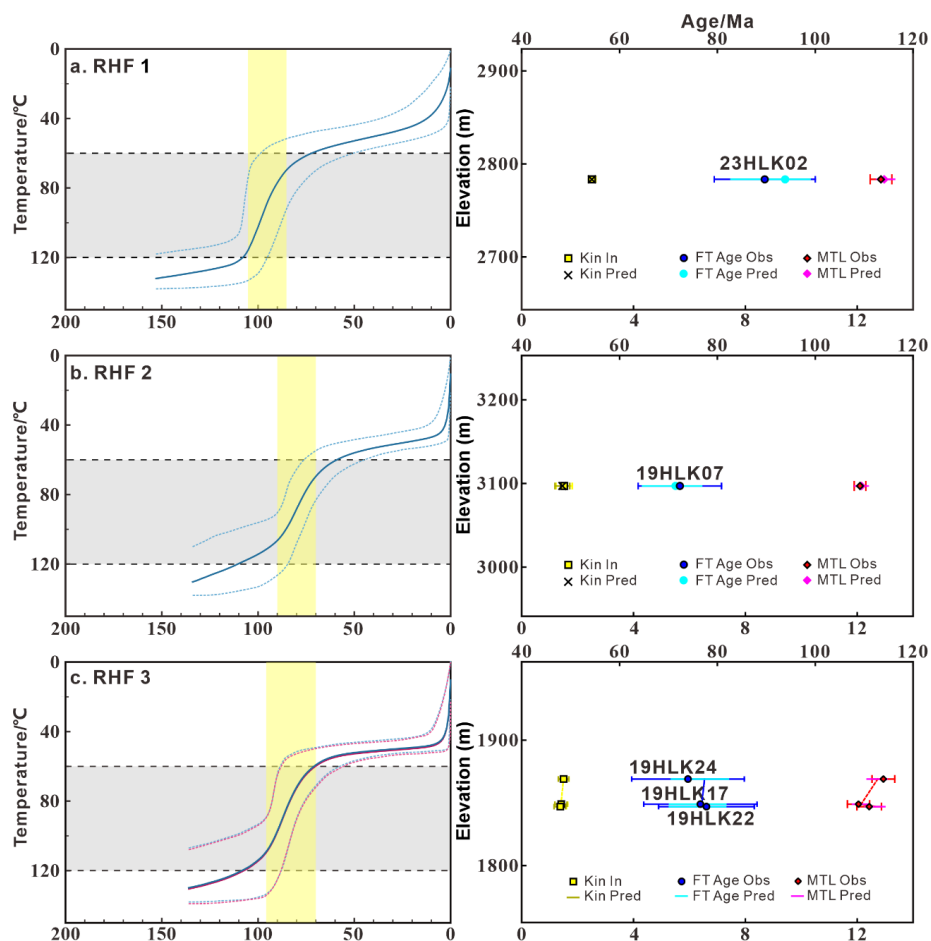 Age/Ma
40 60 80 100 120
a. RHF 1
0
40
80
120
160
Temperature/℃
200 150 100 50 0
2900
2800
2700
Elevation (m)
23HLK02
Kin In FT Age Obs MTL Obs
Kin Pred FT Age Pred MTL Pred
4 6 8 10 12
40 60 80 100 120
b. RHF 2
0
40
80
120
160
Temperature/℃
200 150 100 50 0
3200
3100
3000
Elevation (m)
19HLK07
Kin In FT Age Obs MTL Obs
Kin Pred FT Age Pred MTL Pred
0 4 8 12
40 60 80 100 120
c. RHF 3
0
40
80
120
Temperature/℃
200 150 100 50 0
1900
1800
Elevation (m)
19HLK24
19HLK17
19HLK22
Kin In FT Age Obs MTL Obs
Kin Pred FT Age Pred MTL Pred
0 4 8 12